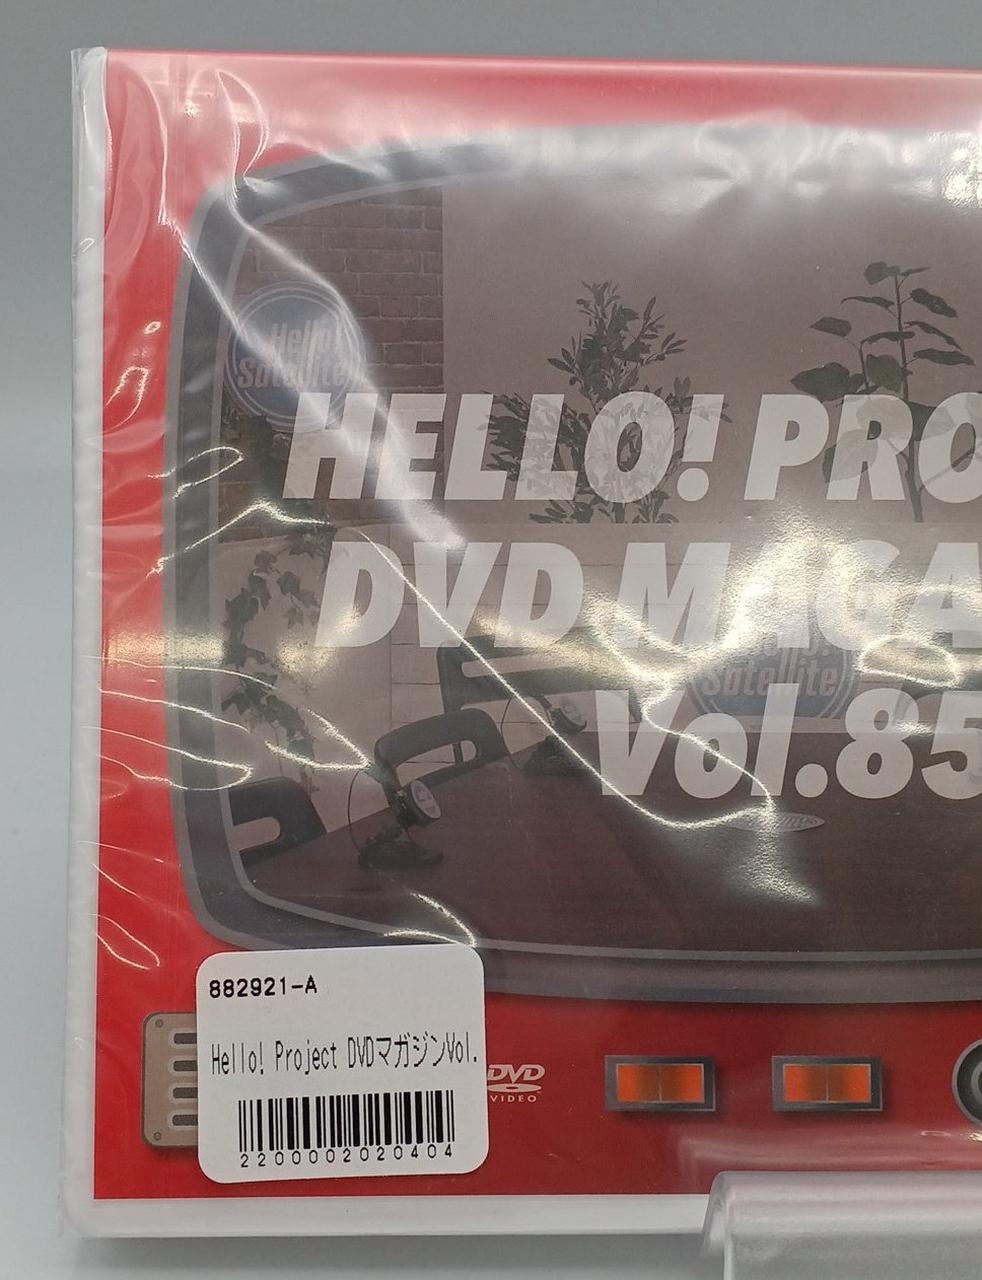 Hello!
Satellite
HELLO! PRO
DVD MAGA
Satellite
Vol.85
882921-A
Hello! Project DVDマガジンVol.
2200002020404
DVD
VIDEO